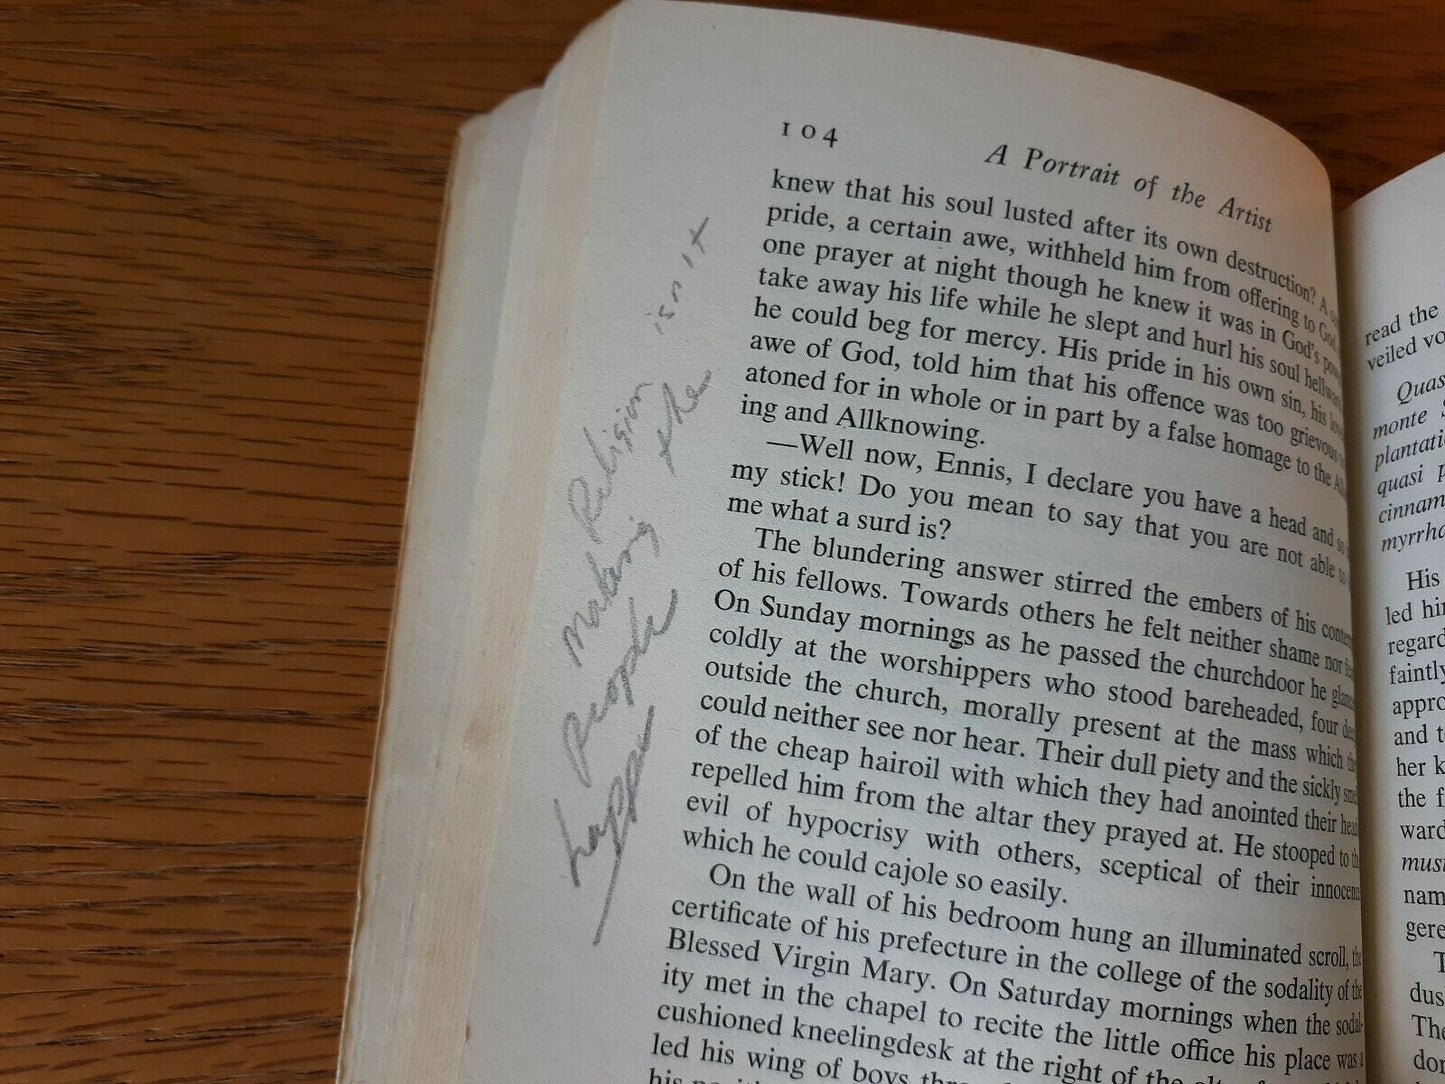 104
A Portrait of the Artist
knew that his soul lusted after its own destruction? A
pride, a certain awe, withheld him from offering to God
one prayer at night though he knew it was in God's
take away his life while he slept and hurl his soul
he could beg for mercy. His pride in his own sin, his
awe of God, told him that his offence was too grievous
atoned for in whole or in part by a false homage to the
ing and Allknowing.
—Well now, Ennis, I declare you have a head and
my stick! Do you mean to say that you are not able
me what a surd is?
The blundering answer stirred the embers of his
of his fellows. Towards others he felt neither shame nor
On Sunday mornings as he passed the churchdoor he
coldly at the worshippers who stood bareheaded, four
outside the church, morally present at the mass which
could neither see nor hear. Their dull piety and the sickly
of the cheap hairoil with which they had anointed their
repelled him from the altar they prayed at. He stooped to
evil of hypocrisy with others, sceptical of their innocence
which he could cajole so easily.
On the wall of his bedroom hung an illuminated scroll,
certificate of his prefecture in the college of the sodality of the
Blessed Virgin Mary. On Saturday mornings when the sodal-
ity met in the chapel to recite the little office his place was a
cushioned kneelingdesk at the right of the
led his wing of boys
Religion isn it
making the
people
happy
read the
veiled
Quas
monte
plantati
quasi
cinnam
myrrha
His
led
regard
faintly
appro
and
her
the
ward
musi
nam
gere
dus
The